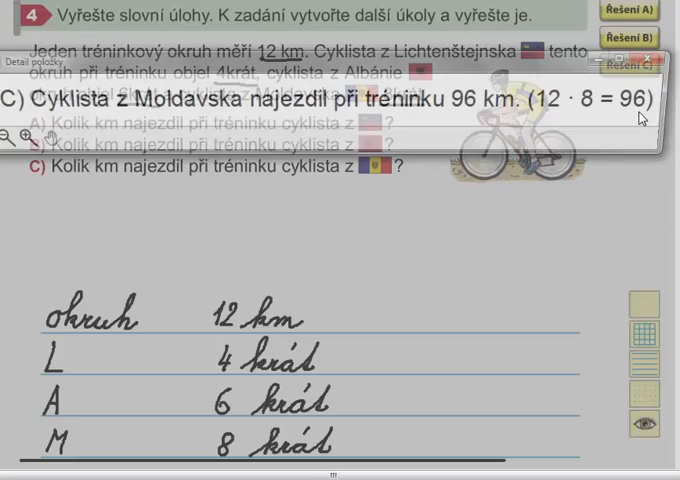 4 Vyřešte slovní úlohy. K zadání vytvořte další úkoly a vyřešte je.
Řešení A)
Řešení B)
Řešení C)
Jeden tréninkový okruh měří 12 km. Cyklista z Lichtenštejnska tento
Detail položky
okruh při tréninku objel 4krát, cyklista z Albánie
C) Cyklista z Moldavska najezdil při tréninku 96 km. (12 · 8 = 96)
A) Kolik km najezdil při tréninku cyklista z ?
B) Kolik km najezdil při tréninku cyklista z ?
C) Kolik km najezdil při tréninku cyklista z ?
okruh 12 km
L 4 krát
A 6 krát
M 8 krát